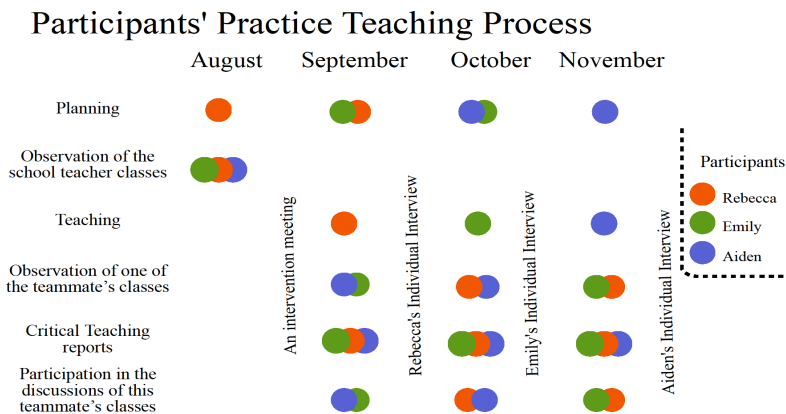 Participants' Practice Teaching Process
August September October November
Planning
Observation of the
school teacher classes
Teaching
Observation of one of
the teammate's classes
Critical Teaching
reports
Participation in the
discussions of this
teammate's classes
An intervention meeting
Rebecca's Individual Interview
Emily's Individual Interview
Aiden's Individual Interview
Participants
Rebecca
Emily
Aiden